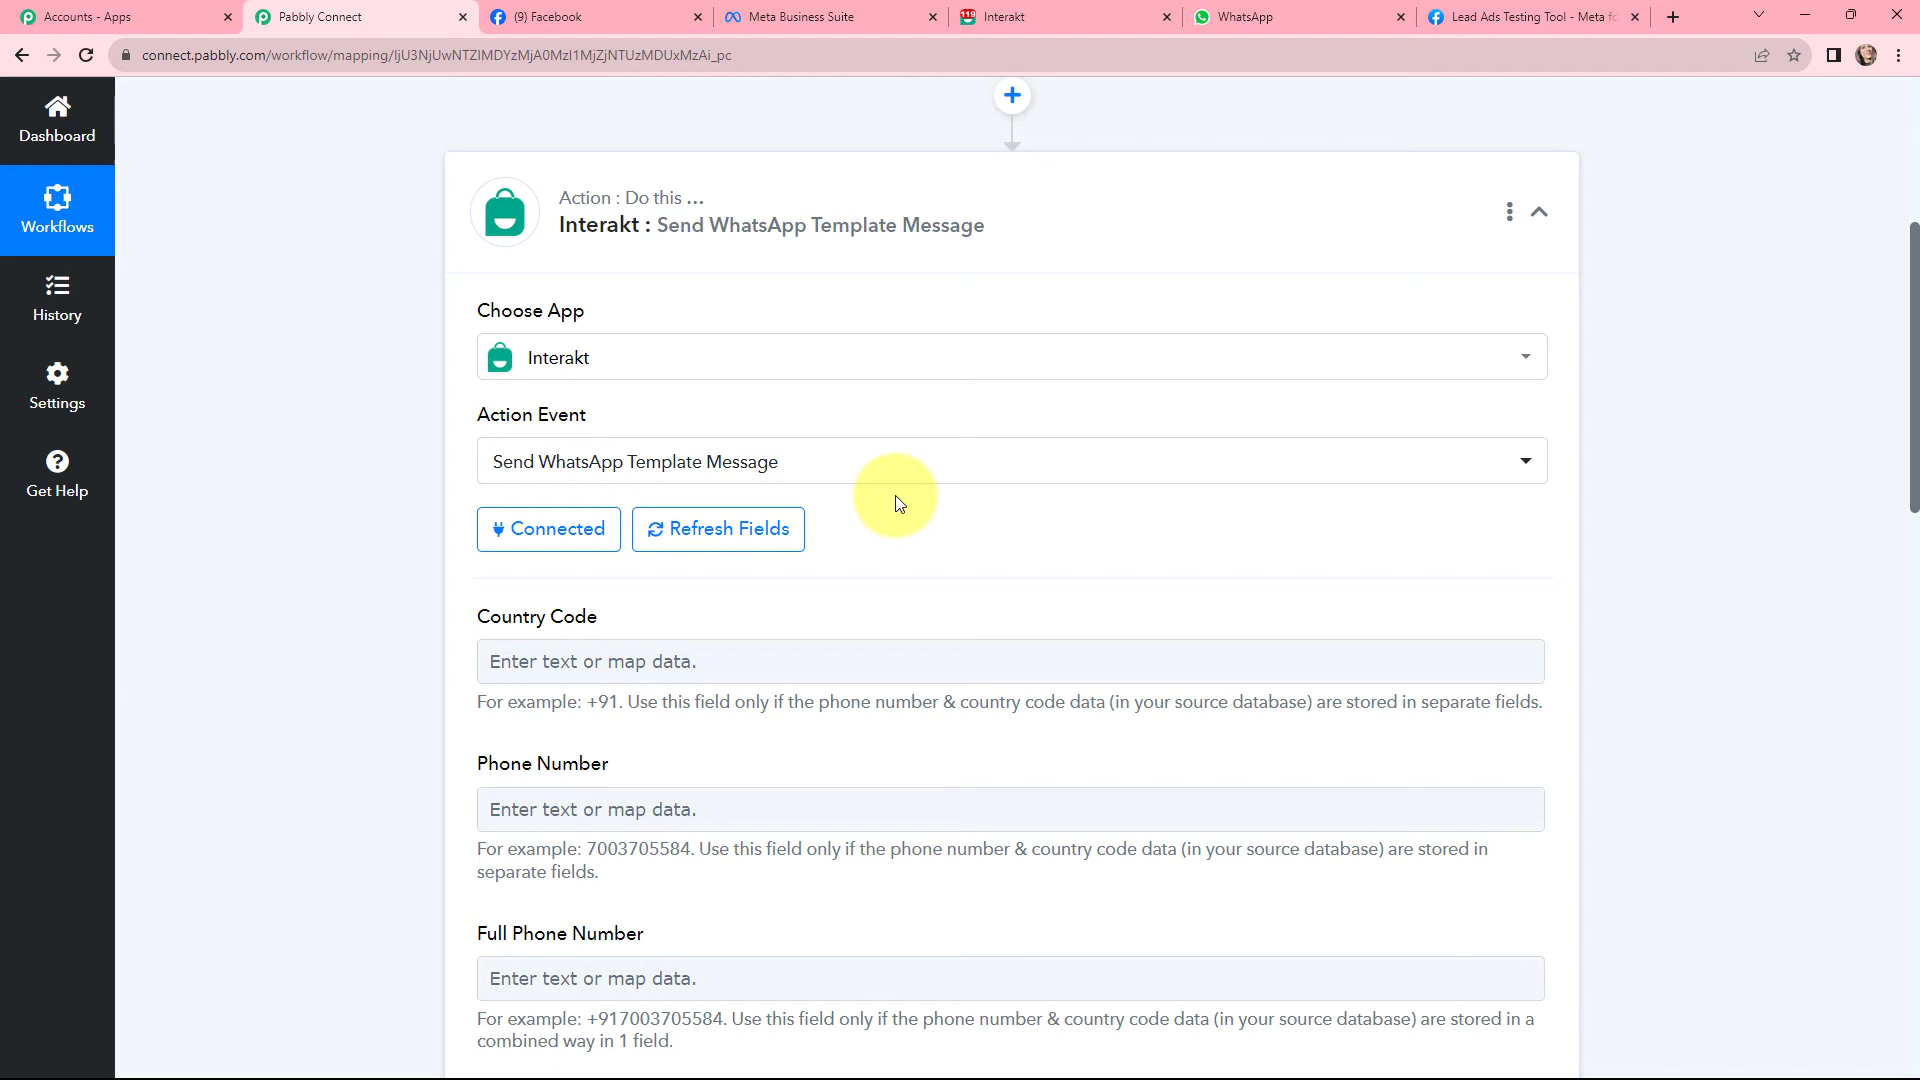 Accounts - Apps
Pabbly Connect
(9) Facebook
Meta Business Suite
119
Interakt
WhatsApp
Lead Ads Testing Tool - Meta fo
connect.pabbly.com/workflow/mapping/
Dashboard
Workflows
History
Settings
Get Help
Action : Do this ...
Interakt : Send WhatsApp Template Message
Choose App
Interakt
Action Event
Send WhatsApp Template Message
Connected
Refresh Fields
Country Code
Enter text or map data.
For example: +91. Use this field only if the phone number & country code data (in your source database) are stored in separate fields.
Phone Number
Enter text or map data.
For example: 7003705584. Use this field only if the phone number & country code data (in your source database) are stored in
separate fields.
Full Phone Number
Enter text or map data.
For example: +917003705584. Use this field only if the phone number & country code data (in your source database) are stored in a
combined way in 1 field.